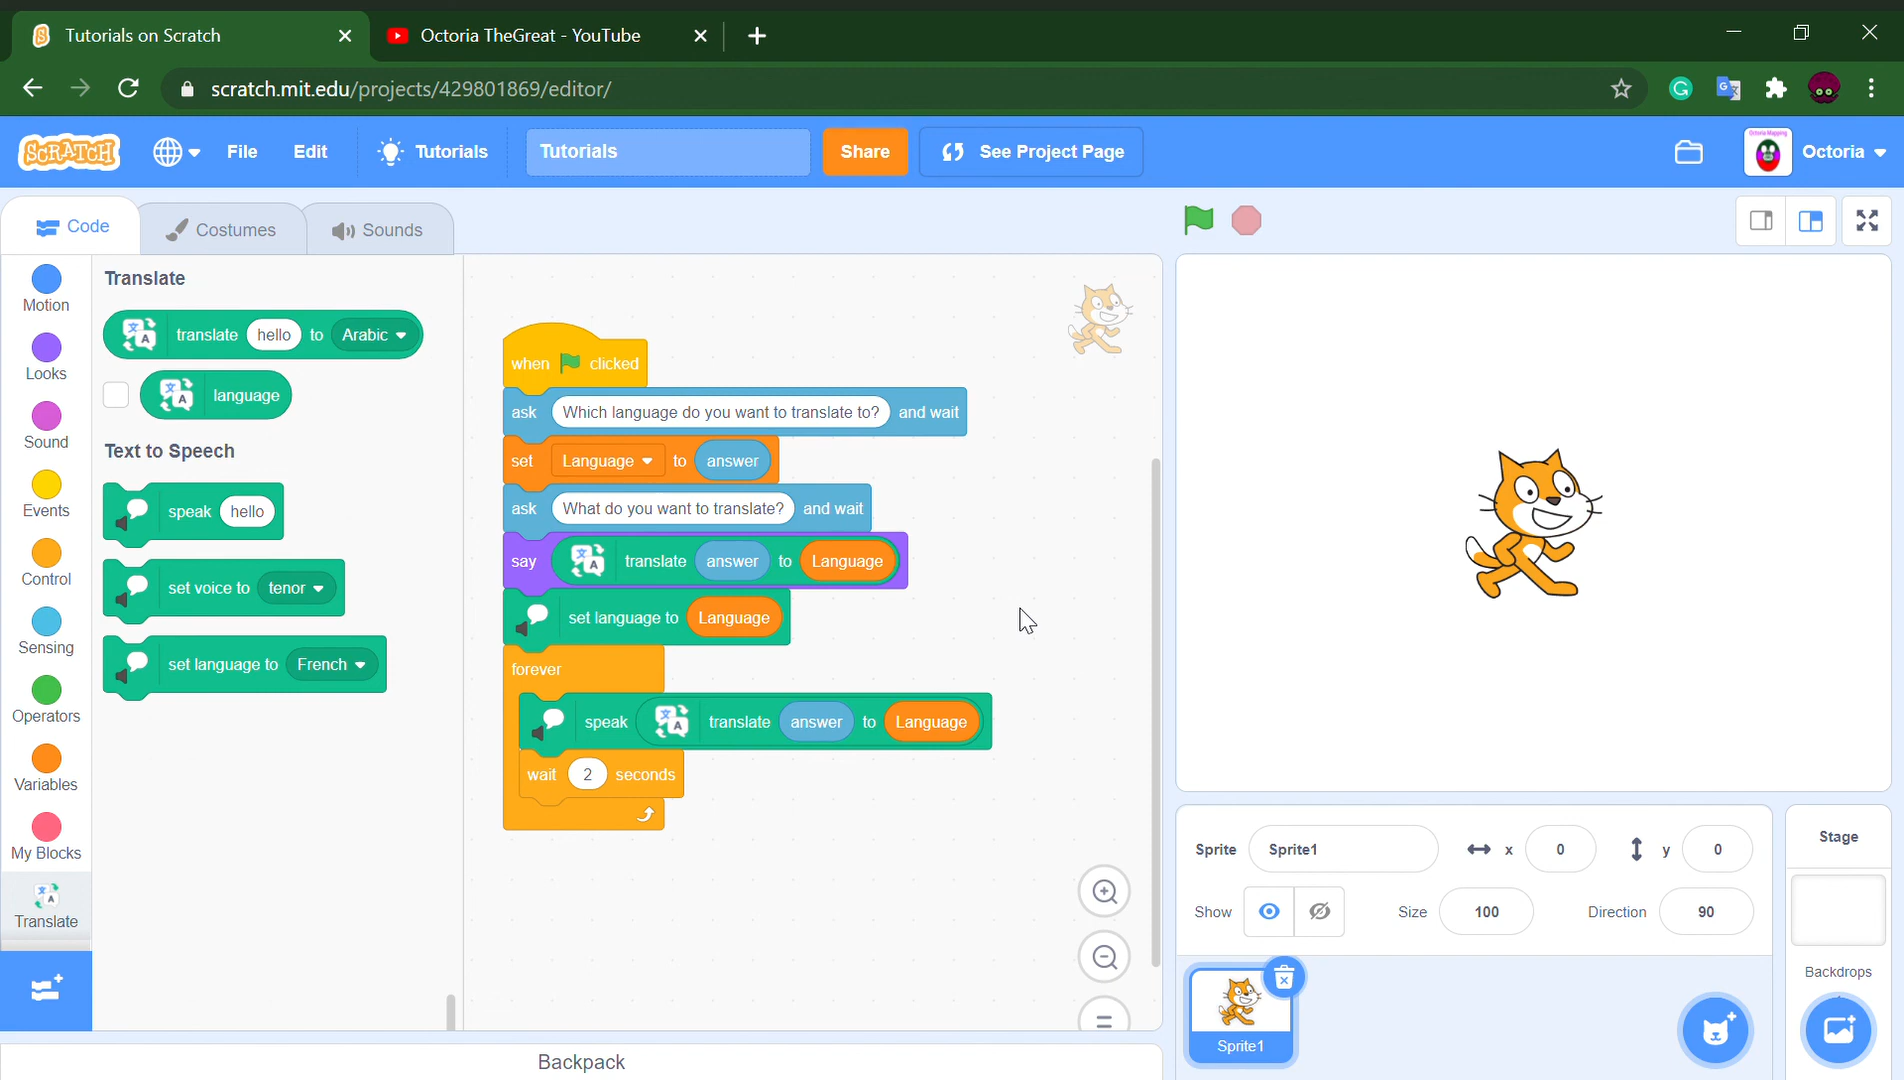 Tutorials on Scratch
Octoria TheGreat - YouTube
scratch.mit.edu/projects/429801869/editor/
SCRATCH
File
Edit
Tutorials
Tutorials
Share
See Project Page
Octoria
Code
Costumes
Sounds
Motion
Looks
Sound
Events
Control
Sensing
Operators
Variables
My Blocks
Translate
Translate
translate hello to Arabic
language
Text to Speech
speak hello
set voice to tenor
set language to French
when clicked
ask Which language do you want to translate to? and wait
set Language to answer
ask What do you want to translate? and wait
say translate answer to Language
set language to Language
forever
speak translate answer to Language
wait 2 seconds
Backpack
Sprite Sprite1 x 0 y 0
Show Size 100 Direction 90
Sprite1
Stage
Backdrops